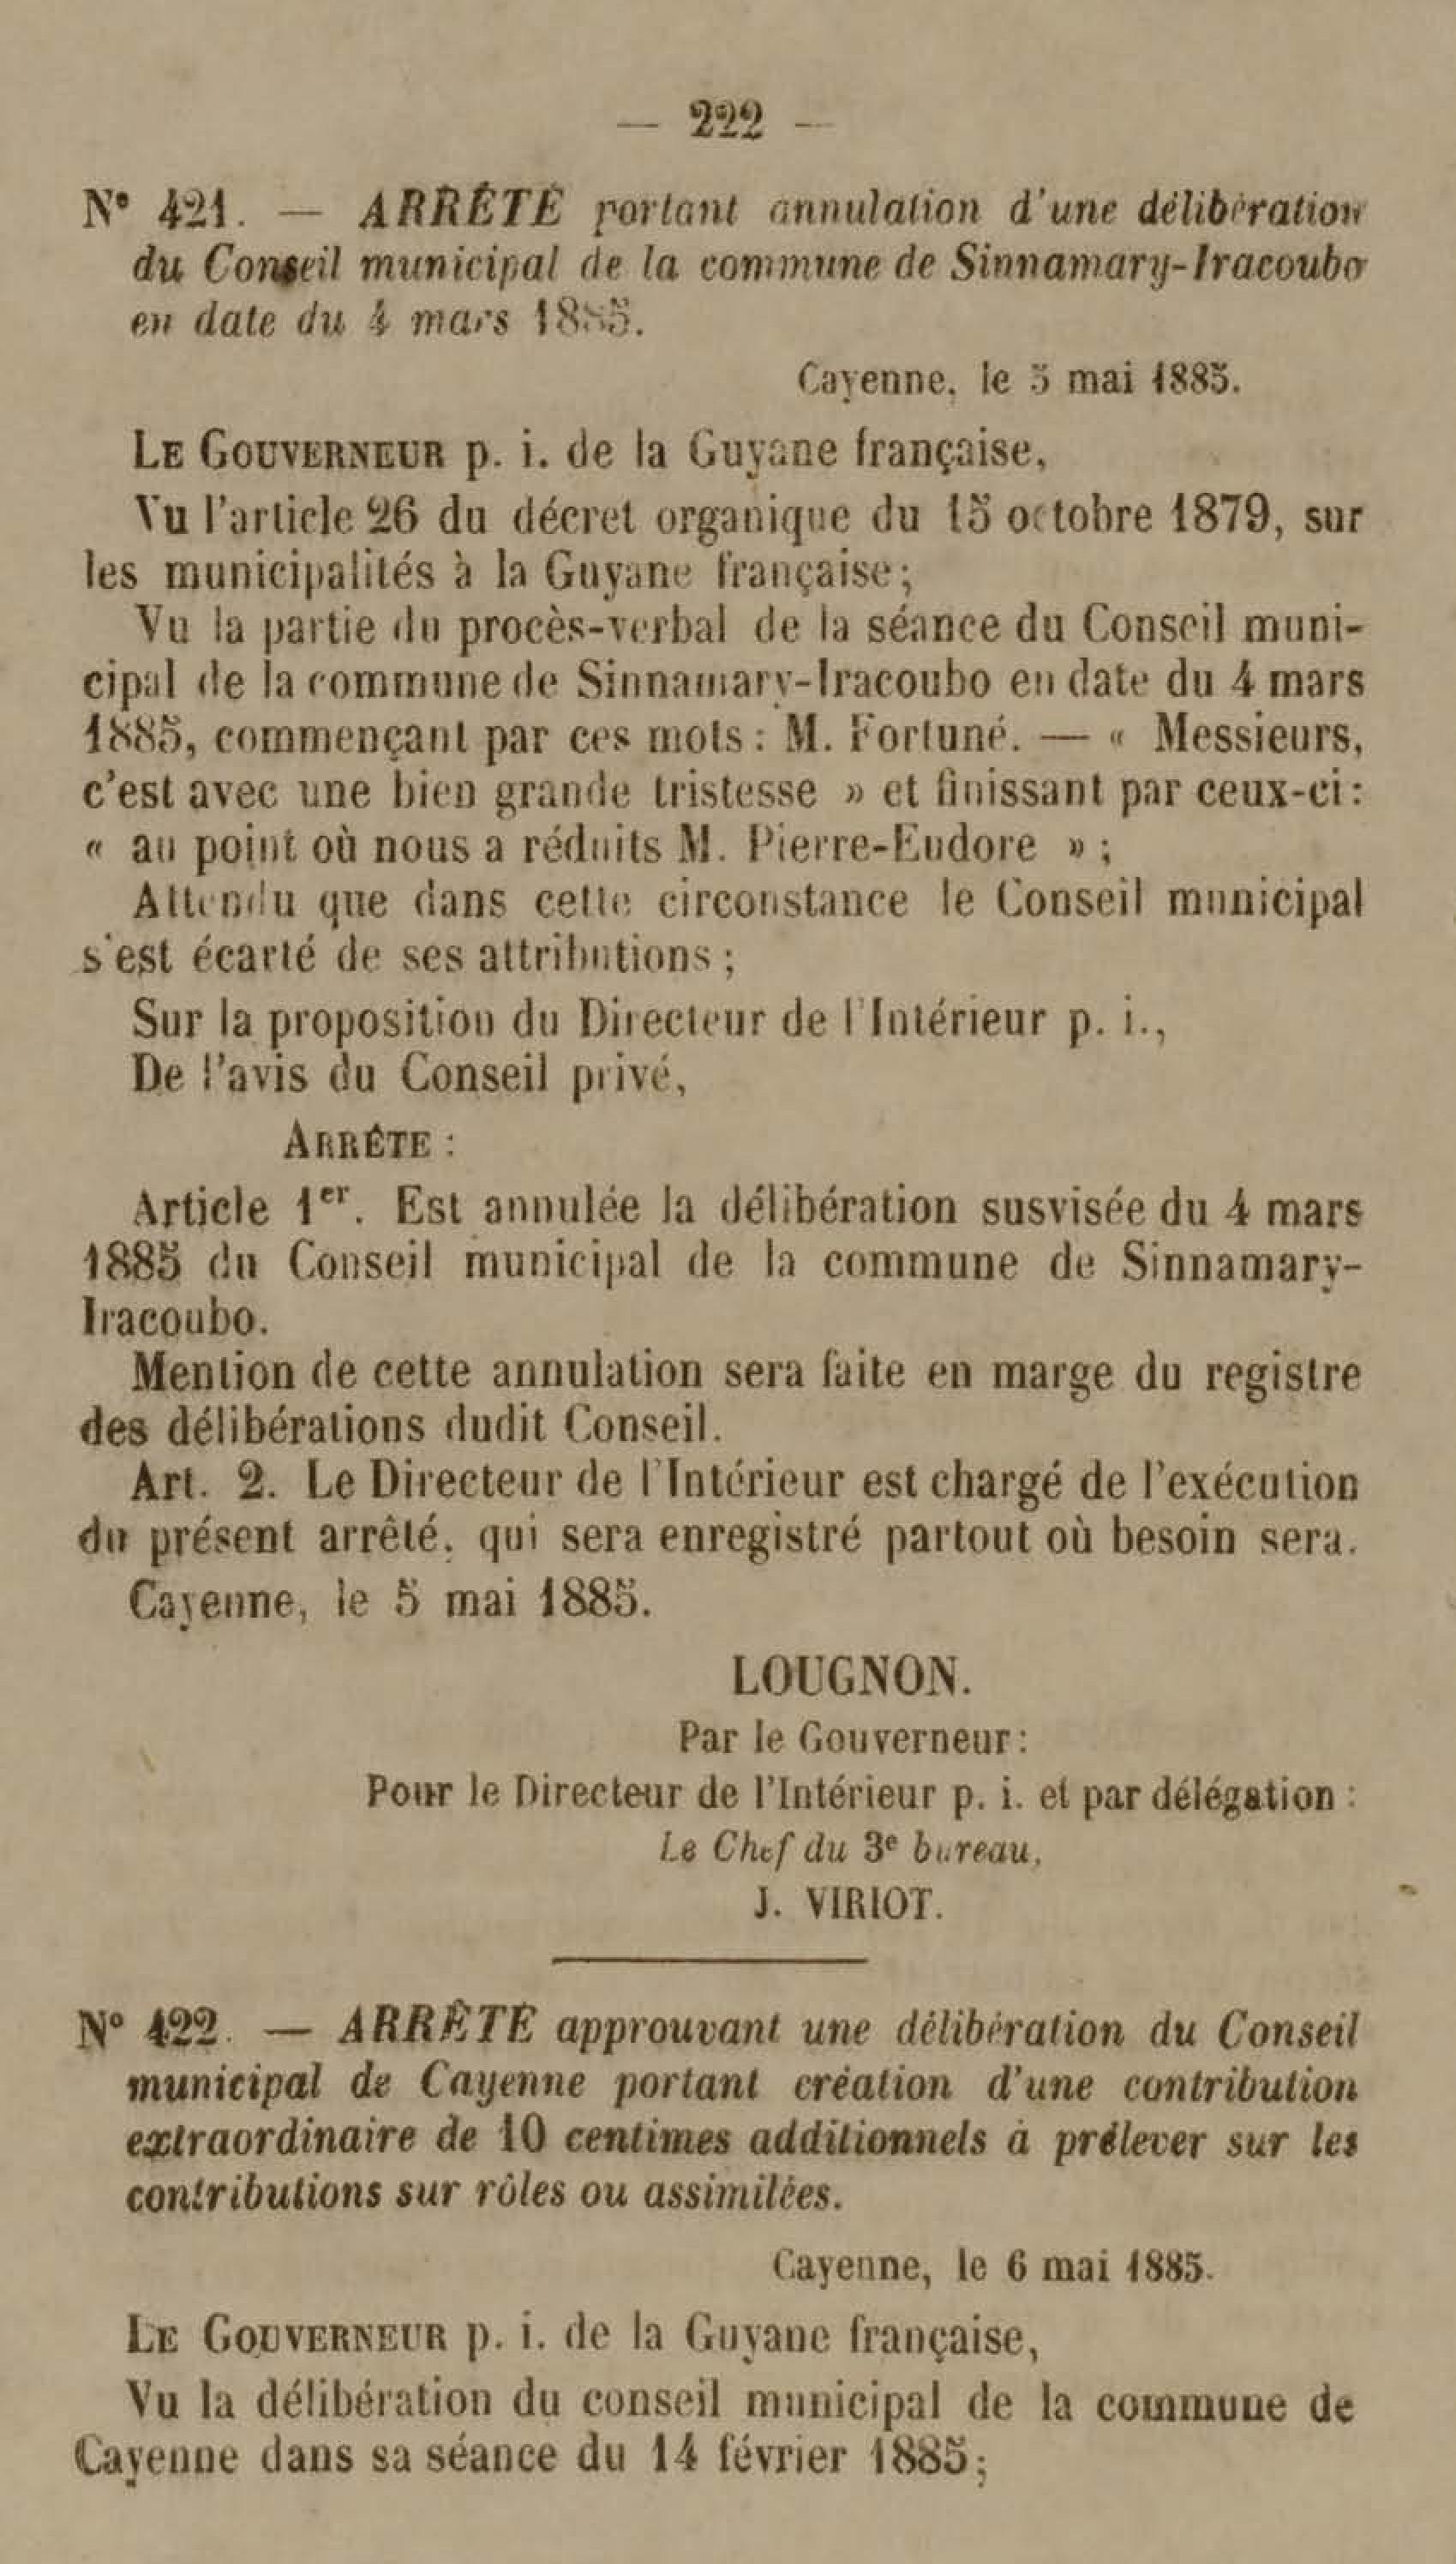 — 222 —
N° 421. — ARRÊTÉ portant annulation d'une délibération
du Conseil municipal de la commune de Sinnamary-Iracoubo
en date du 4 mars 1885.
Cayenne, le 5 mai 1885.
LE GOUVERNEUR p. i. de la Guyane française,
Vu l'article 26 du décret organique du 15 octobre 1879, sur
les municipalités à la Guyane française;
Vu la partie du procès-verbal de la séance du Conseil muni-
cipal de la commune de Sinnamary-Iracoubo en date du 4 mars
1885, commençant par ces mots: M. Fortuné. — « Messieurs,
c'est avec une bien grande tristesse » et finissant par ceux-ci:
« au point où nous a réduits M. Pierre-Eudore » ;
Attendu que dans cette circonstance le Conseil municipal
s'est écarté de ses attributions ;
Sur la proposition du Directeur de l'Intérieur p. i.,
De l'avis du Conseil privé,
ARRÊTE :
Article 1er. Est annulée la délibération susvisée du 4 mars
1885 du Conseil municipal de la commune de Sinnamary-
Iracoubo.
Mention de cette annulation sera faite en marge du registre
des délibérations dudit Conseil.
Art. 2. Le Directeur de l'Intérieur est chargé de l'exécution
du présent arrêté, qui sera enregistré partout où besoin sera.
Cayenne, le 5 mai 1885.
LOUGNON.
Par le Gouverneur:
Pour le Directeur de l'Intérieur p. i. et par délégation :
Le Chef du 3e bureau,
J. VIRIOT.
N° 422. — ARRÊTÉ approuvant une délibération du Conseil
municipal de Cayenne portant création d'une contribution
extraordinaire de 10 centimes additionnels à prélever sur les
contributions sur rôles ou assimilées.
Cayenne, le 6 mai 1885.
LE GOUVERNEUR p. i. de la Guyane française,
Vu la délibération du conseil municipal de la commune de
Cayenne dans sa séance du 14 février 1885;